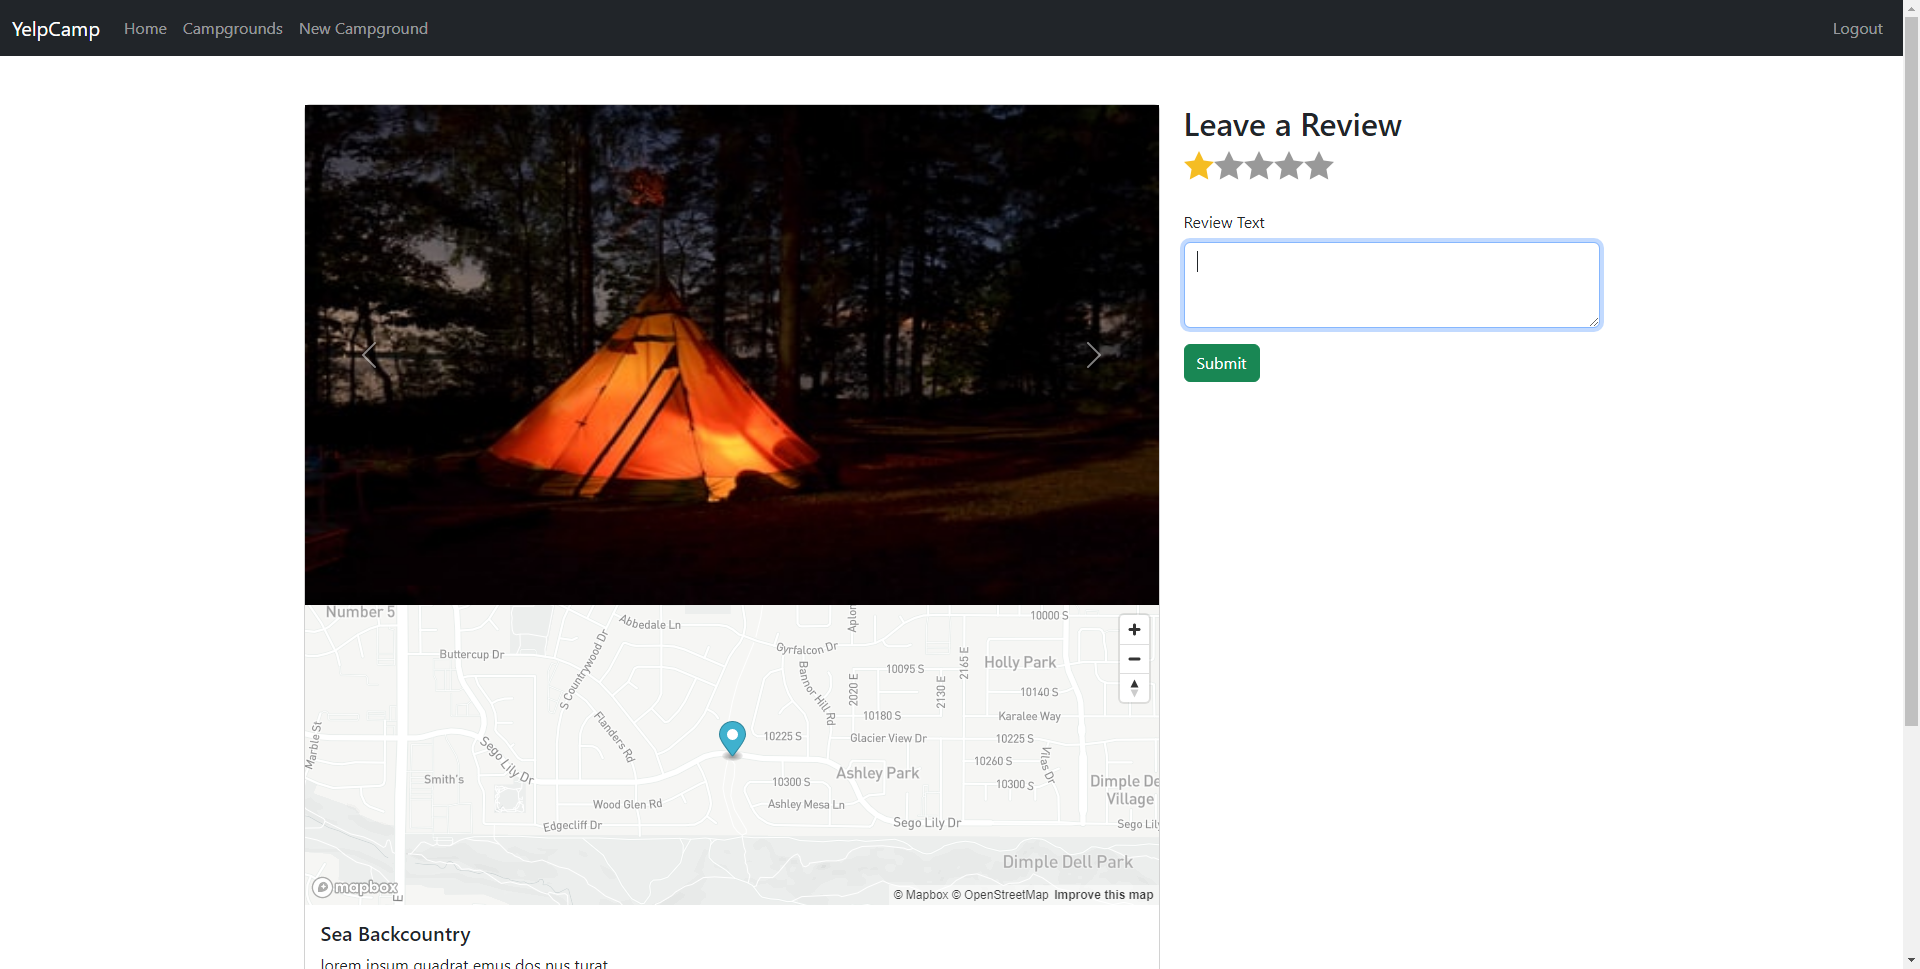 YelpCamp Home Campgrounds New Campground Logout
Leave a Review
Review Text
Submit
Number 5
Abbedale Ln
Aplon
10000 S
Buttercup Dr
S Countrywood Dr
Gyrfalcon Dr
Bannor Hill Rd
10095 S
2165 E
Holly Park
2020 E
2130 E
10140 S
10180 S
Karalee Way
Marble St
Flanders Rd
10225 S
Glacier View Dr
10225 S
Sego Lily Dr
Vilas Dr
10260 S
Smith's
Ashley Park
10300 S
10300 S
Dimple De
Village
Wood Glen Rd
Ashley Mesa Ln
Edgecliff Dr
Sego Lily Dr
Sego Lily
Dimple Dell Park
mapbox
E
© Mapbox © OpenStreetMap Improve this map
Sea Backcountry
lorem ipsum quadrat emus dos nus turat